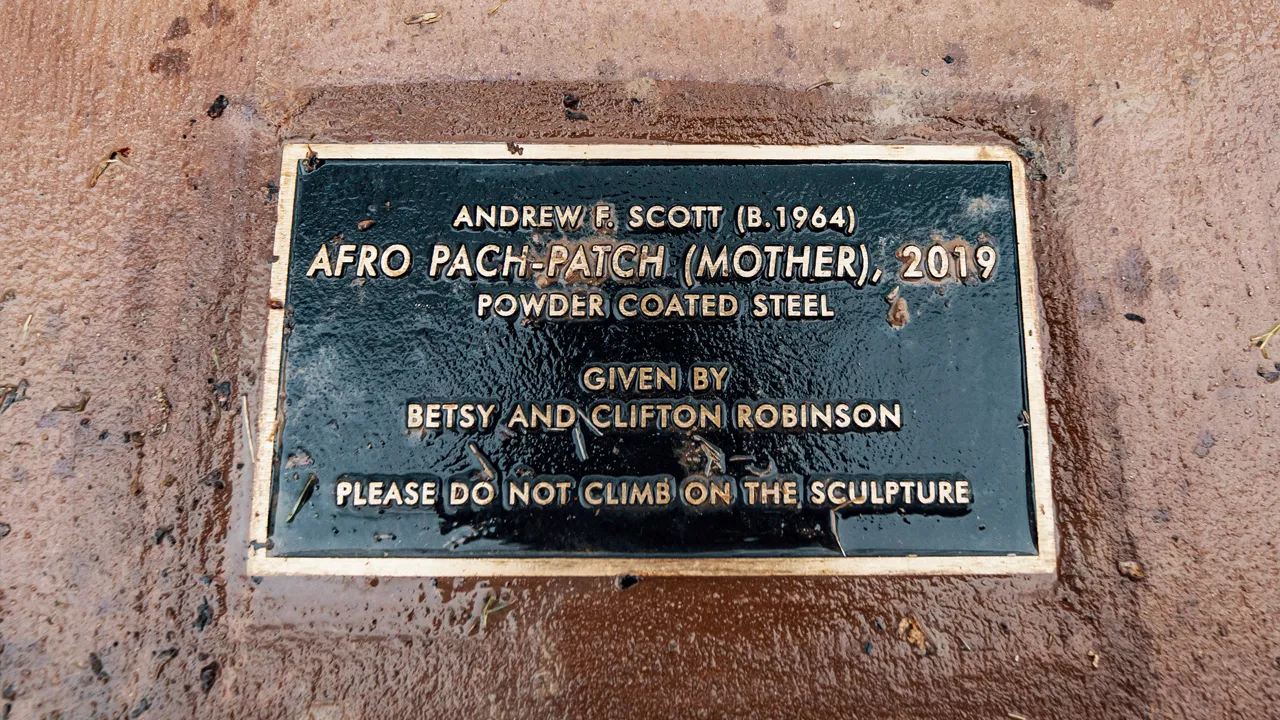 ANDREW F. SCOTT (B.1964)
AFRO PACH-PATCH (MOTHER), 2019
POWDER COATED STEEL
GIVEN BY
BETSY AND CLIFTON ROBINSON
PLEASE DO NOT CLIMB ON THE SCULPTURE